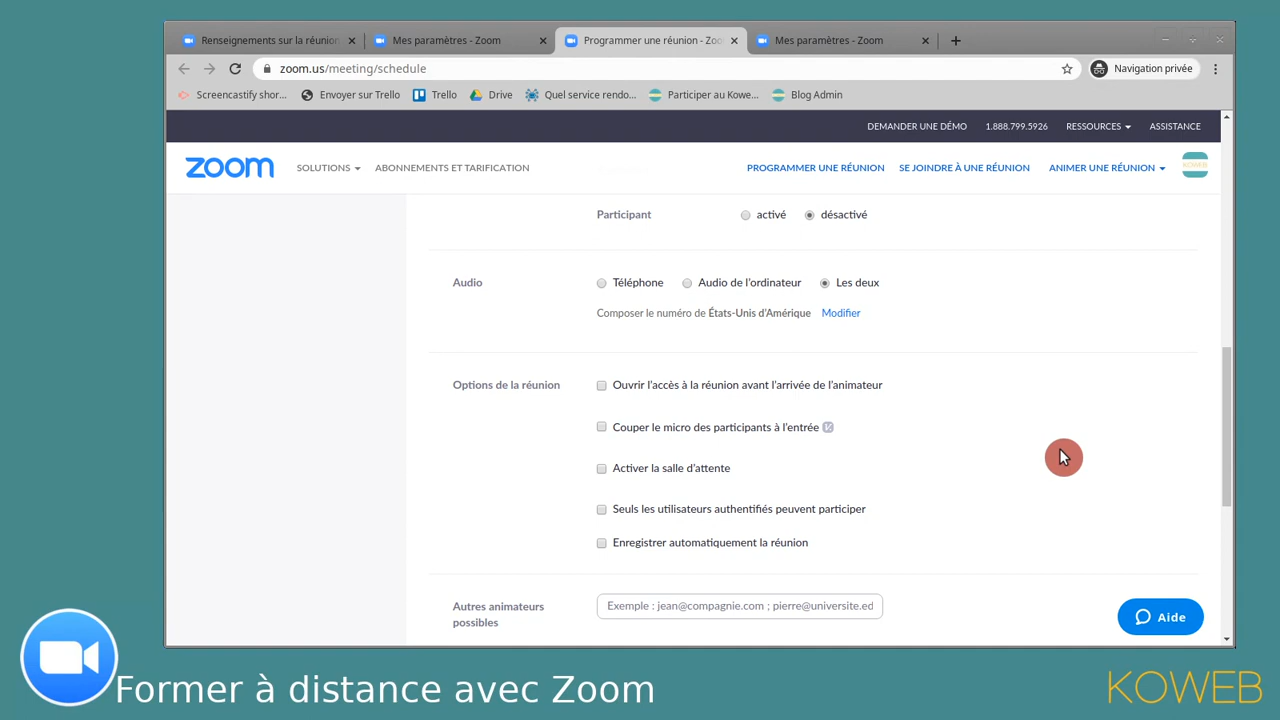 Renseignements sur la réunion
Mes paramètres - Zoom
Programmer une réunion - Zoo
Mes paramètres - Zoom
zoom.us/meeting/schedule
Navigation privée
Screencastify shor...
Envoyer sur Trello
Trello
Drive
Quel service rendo...
Participer au Kowe...
Blog Admin
DEMANDER UNE DÉMO
1.888.799.5926
RESSOURCES
ASSISTANCE
zoom
SOLUTIONS
ABONNEMENTS ET TARIFICATION
PROGRAMMER UNE RÉUNION
SE JOINDRE À UNE RÉUNION
ANIMER UNE RÉUNION
KOWEB
Participant
activé
désactivé
Audio
Téléphone
Audio de l'ordinateur
Les deux
Composer le numéro de États-Unis d'Amérique Modifier
Options de la réunion
Ouvrir l'accès à la réunion avant l'arrivée de l'animateur
Couper le micro des participants à l'entrée
Activer la salle d'attente
Seuls les utilisateurs authentifiés peuvent participer
Enregistrer automatiquement la réunion
Autres animateurs
possibles
Exemple : jean@compagnie.com ; pierre@universite.ed
Aide
Former à distance avec Zoom
KOWEB